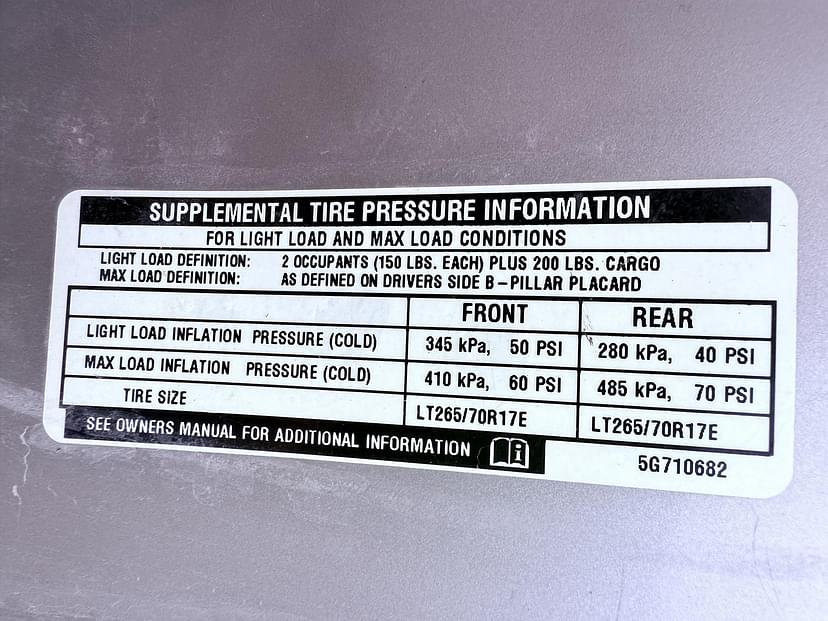 SUPPLEMENTAL TIRE PRESSURE INFORMATION
FOR LIGHT LOAD AND MAX LOAD CONDITIONS
LIGHT LOAD DEFINITION: 2 OCCUPANTS (150 LBS. EACH) PLUS 200 LBS. CARGO
MAX LOAD DEFINITION: AS DEFINED ON DRIVERS SIDE B-PILLAR PLACARD
FRONT REAR
LIGHT LOAD INFLATION PRESSURE (COLD) 345 kPa, 50 PSI 280 kPa, 40 PSI
MAX LOAD INFLATION PRESSURE (COLD) 410 kPa, 60 PSI 485 kPa, 70 PSI
TIRE SIZE LT265/70R17E LT265/70R17E
SEE OWNERS MANUAL FOR ADDITIONAL INFORMATION i
5G710682